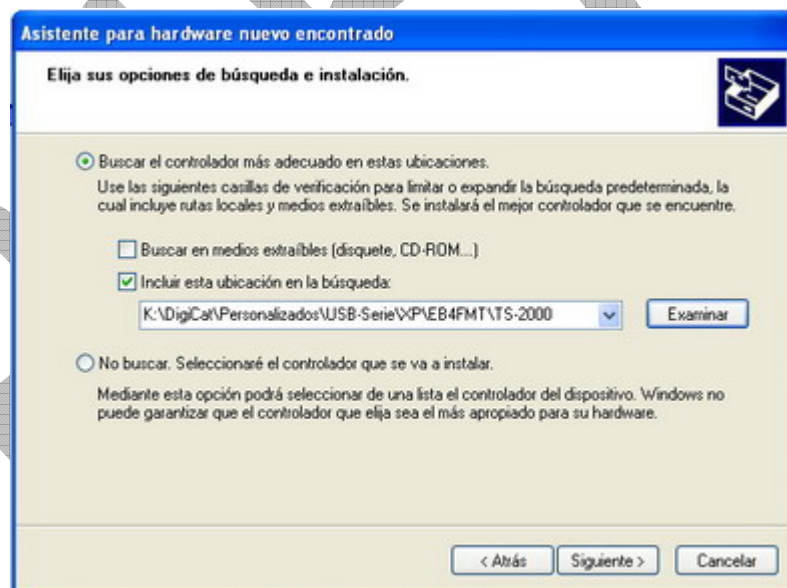 Asistente para hardware nuevo encontrado
Elija sus opciones de búsqueda e instalación.
Buscar el controlador más adecuado en estas ubicaciones.
Use las siguientes casillas de verificación para limitar o expandir la búsqueda predeterminada, la
cual incluye rutas locales y medios extraíbles. Se instalará el mejor controlador que se encuentre.
Buscar en medios extraíbles (disquete, CD-ROM...)
Incluir esta ubicación en la búsqueda:
K:\DigiCat\Personalizados\USB-Serie\XP\EB4FMT\TS-2000
Examinar
No buscar. Seleccionaré el controlador que se va a instalar.
Mediante esta opción podrá seleccionar de una lista el controlador del dispositivo. Windows no
puede garantizar que el controlador que elija sea el más apropiado para su hardware.
< Atrás
Siguiente >
Cancelar